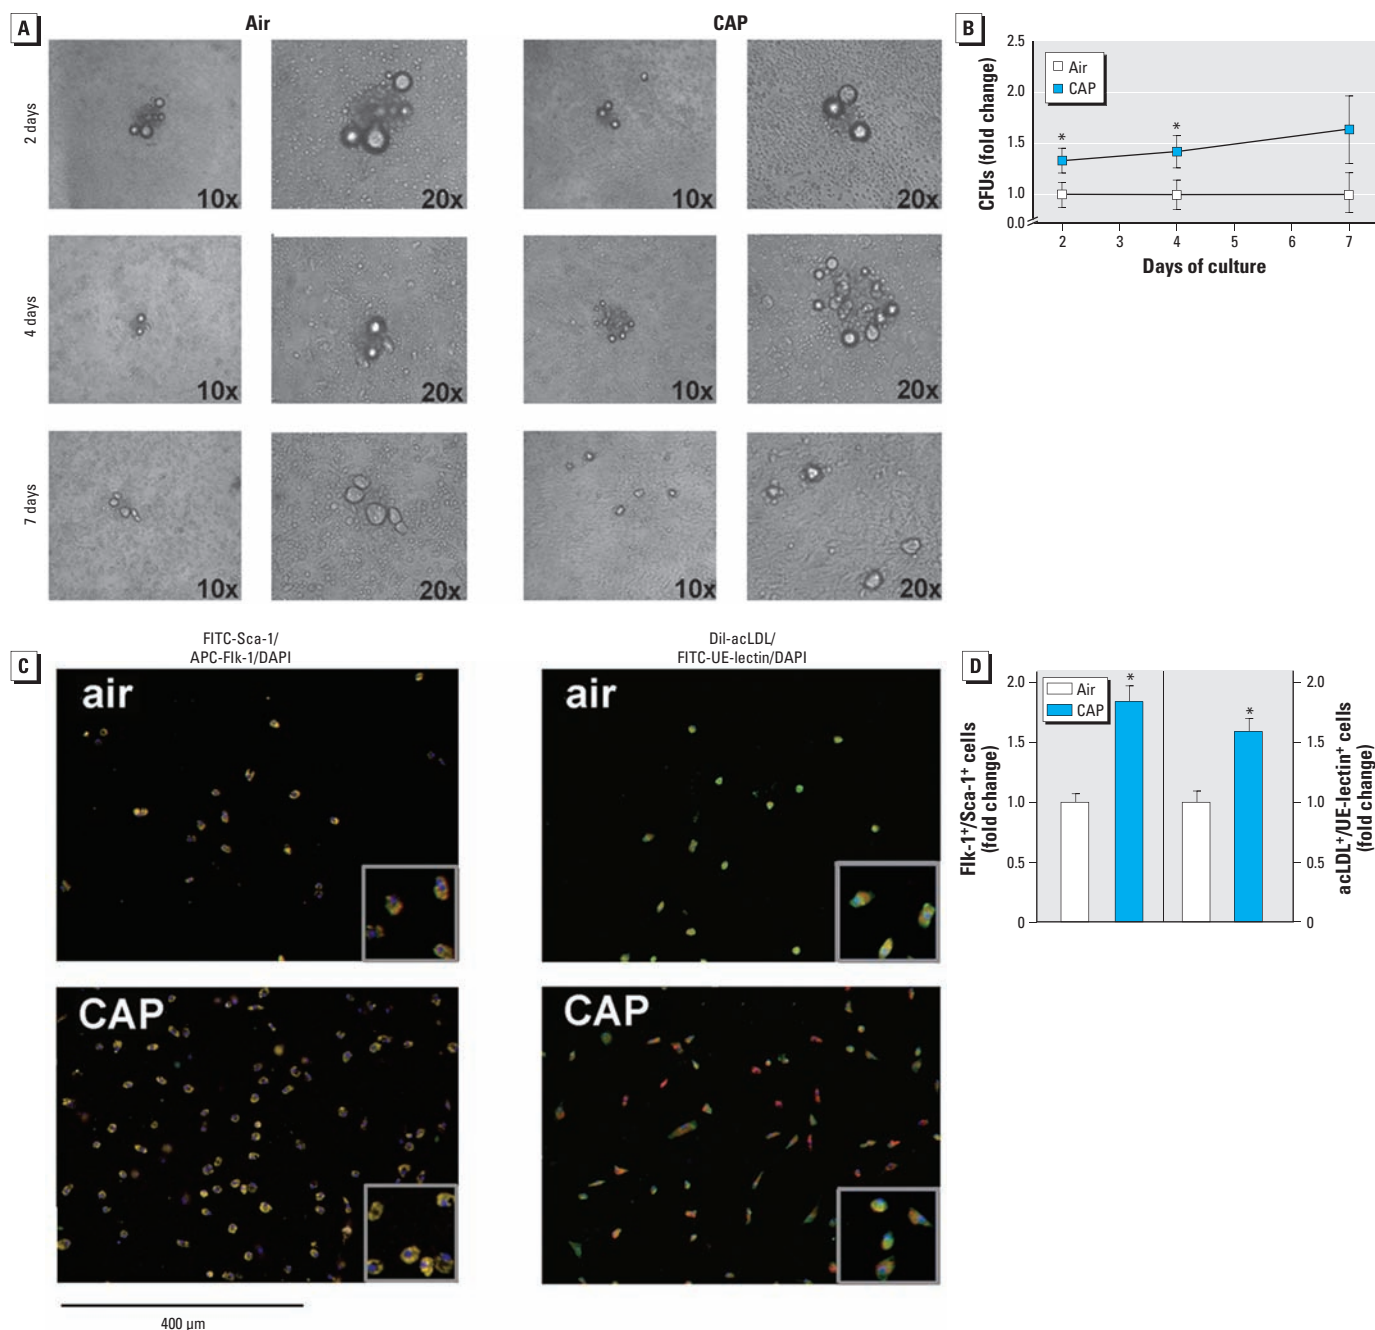 A
Air
CAP
2 days
10x
20x
10x
20x
4 days
10x
20x
10x
20x
7 days
10x
20x
10x
20x
B
CFUs (fold change)
2.5
2.0
1.5
1.0
0.0
Air
CAP
*
*
2
3
4
5
6
7
Days of culture
C
FITC-Sca-1/
APC-Flk-1/DAPI
Dil-acLDL/
FITC-UE-lectin/DAPI
air
air
CAP
CAP
400 µm
D
Flk-1+/Sca-1+ cells
(fold change)
2.0
1.5
1.0
0.5
0
Air
CAP
*
*
2.0
1.5
1.0
0.5
0
acLDL+/UE-lectin+ cells
(fold change)